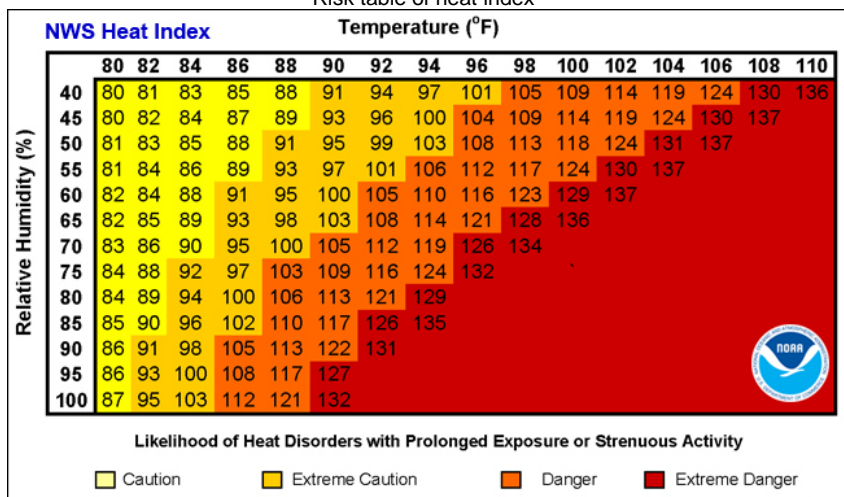 Risk table of heat index
NWS Heat Index Temperature (°F)
80 82 84 86 88 90 92 94 96 98 100 102 104 106 108 110
Relative Humidity (%)
40 80 81 83 85 88 91 94 97 101 105 109 114 119 124 130 136
45 80 82 84 87 89 93 96 100 104 109 114 119 124 130 137
50 81 83 85 88 91 95 99 103 108 113 118 124 131 137
55 81 84 86 89 93 97 101 106 112 117 124 130 137
60 82 84 88 91 95 100 105 110 116 123 129 137
65 82 85 89 93 98 103 108 114 121 128 136
70 83 86 90 95 100 105 112 119 126 134
75 84 88 92 97 103 109 116 124 132
80 84 89 94 100 106 113 121 129
85 85 90 96 102 110 117 126 135
90 86 91 98 105 113 122 131
95 86 93 100 108 117 127
100 87 95 103 112 121 132
NOAA
Likelihood of Heat Disorders with Prolonged Exposure or Strenuous Activity
Caution Extreme Caution Danger Extreme Danger